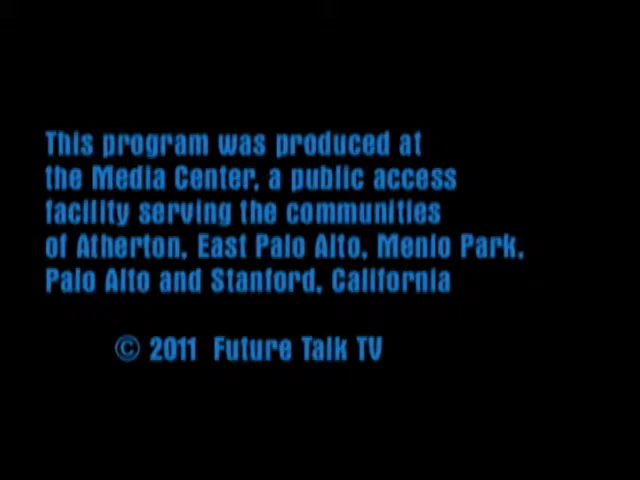 This program was produced at
the Media Center, a public access
facility serving the communities
of Atherton, East Palo Alto, Menlo Park,
Palo Alto and Stanford, California
© 2011 Future Talk TV